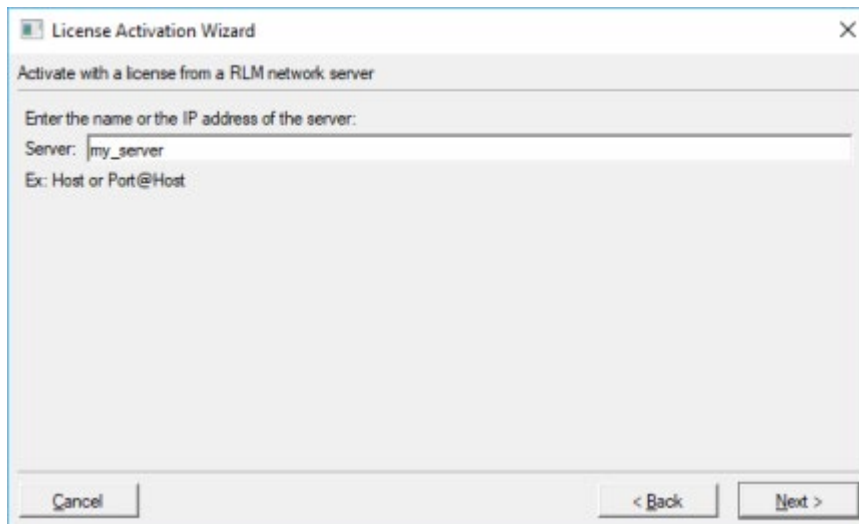 License Activation Wizard
Activate with a license from a RLM network server
Enter the name or the IP address of the server:
Server: my_server
Ex: Host or Port@Host
Cancel < Back Next >